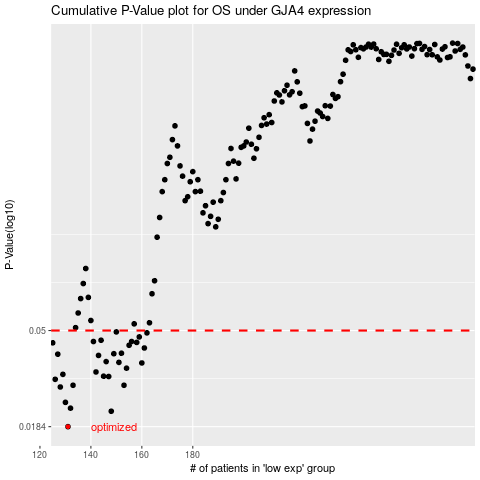 Cumulative P-Value plot for OS under GJA4 expression
P-Value(log10)
0.05
0.0184
optimized
120 140 160 180
# of patients in 'low exp' group